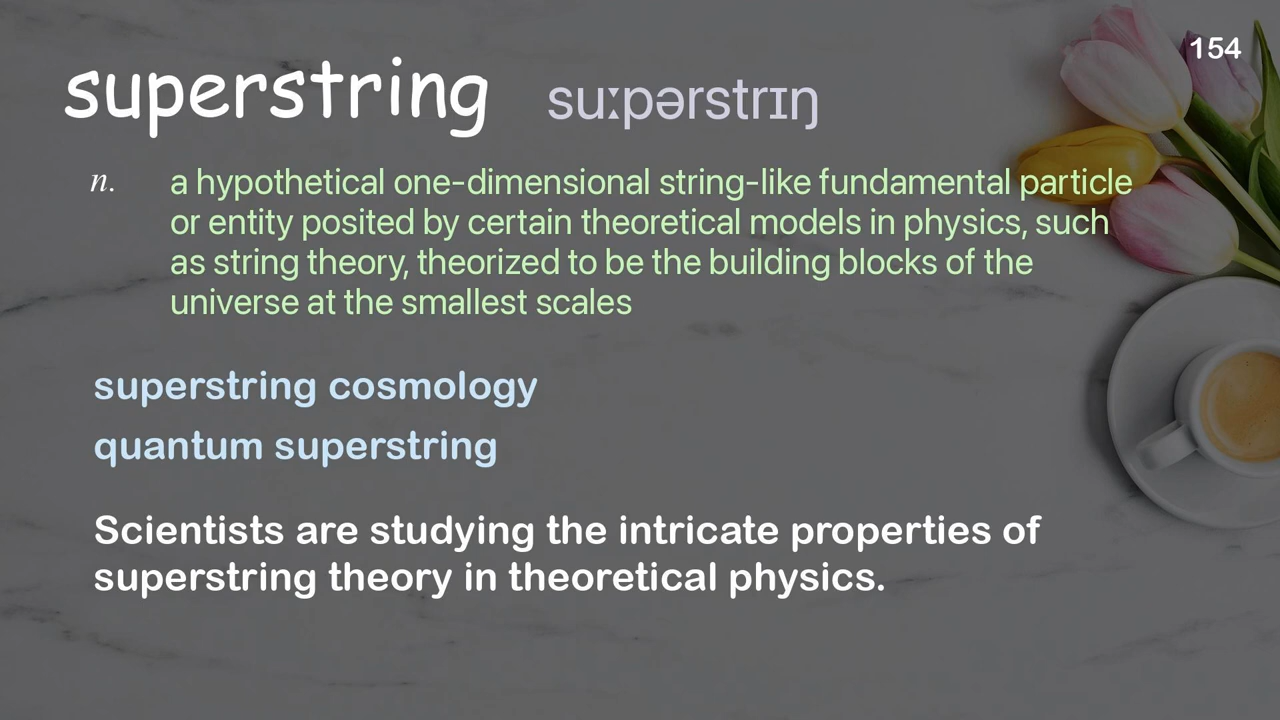 154
superstring suːpərstrɪŋ
n. a hypothetical one-dimensional string-like fundamental particle
or entity posited by certain theoretical models in physics, such
as string theory, theorized to be the building blocks of the
universe at the smallest scales
superstring cosmology
quantum superstring
Scientists are studying the intricate properties of
superstring theory in theoretical physics.